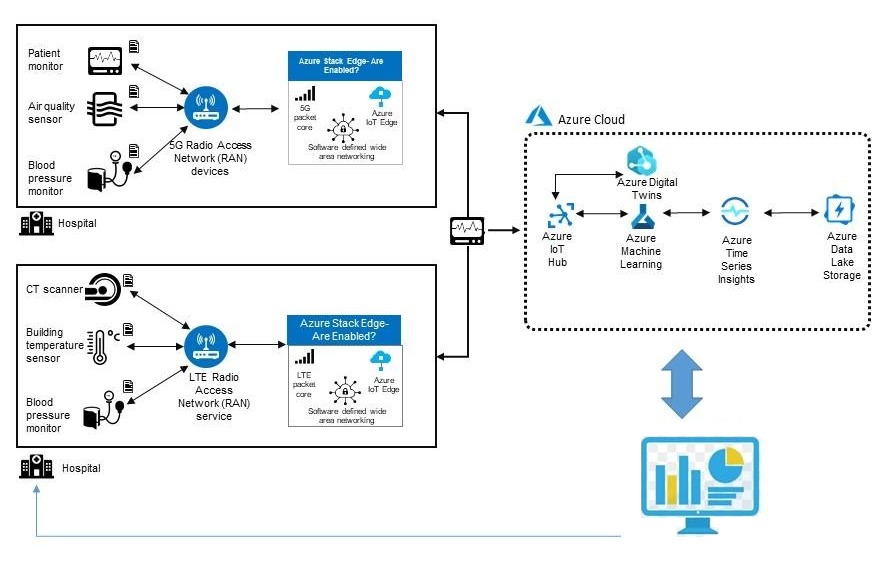 Patient
monitor
Air quality
sensor
Blood
pressure
monitor
5G Radio Access
Network (RAN)
devices
Azure Stack Edge- Are
Enabled?
5G
packet
core
Azure
IoT Edge
Software defined wide
area networking
Hospital
CT scanner
Building
temperature
sensor
°C
Blood
pressure
monitor
LTE Radio
Access
Network (RAN)
service
Azure Stack Edge-
Are Enabled?
LTE
packet
core
Azure
IoT Edge
Software defined wide
area networking
Hospital
Azure Cloud
Azure Digital
Twins
Azure
IoT
Hub
Azure
Machine
Learning
Azure
Time
Series
Insights
Azure
Data
Lake
Storage